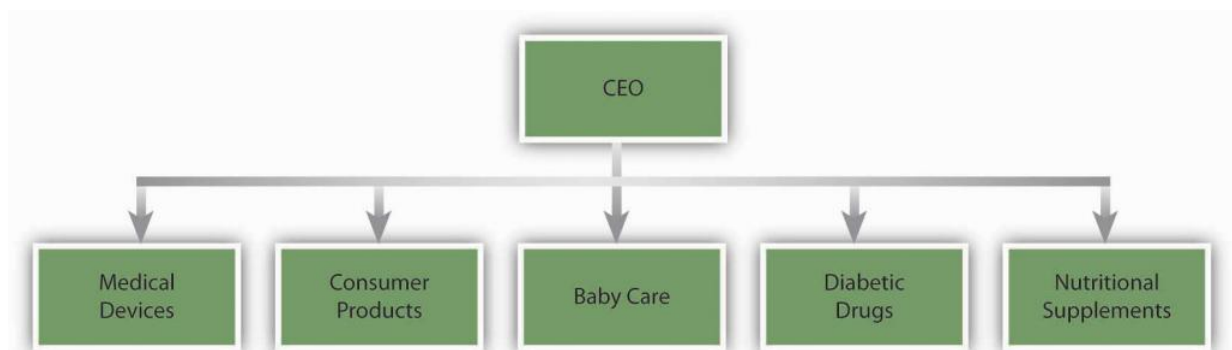 CEO
Medical
Devices
Consumer
Products
Baby Care
Diabetic
Drugs
Nutritional
Supplements